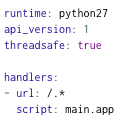 runtime: python27
api_version: 1
threadsafe: true

handlers:
- url: /.*
  script: main.app